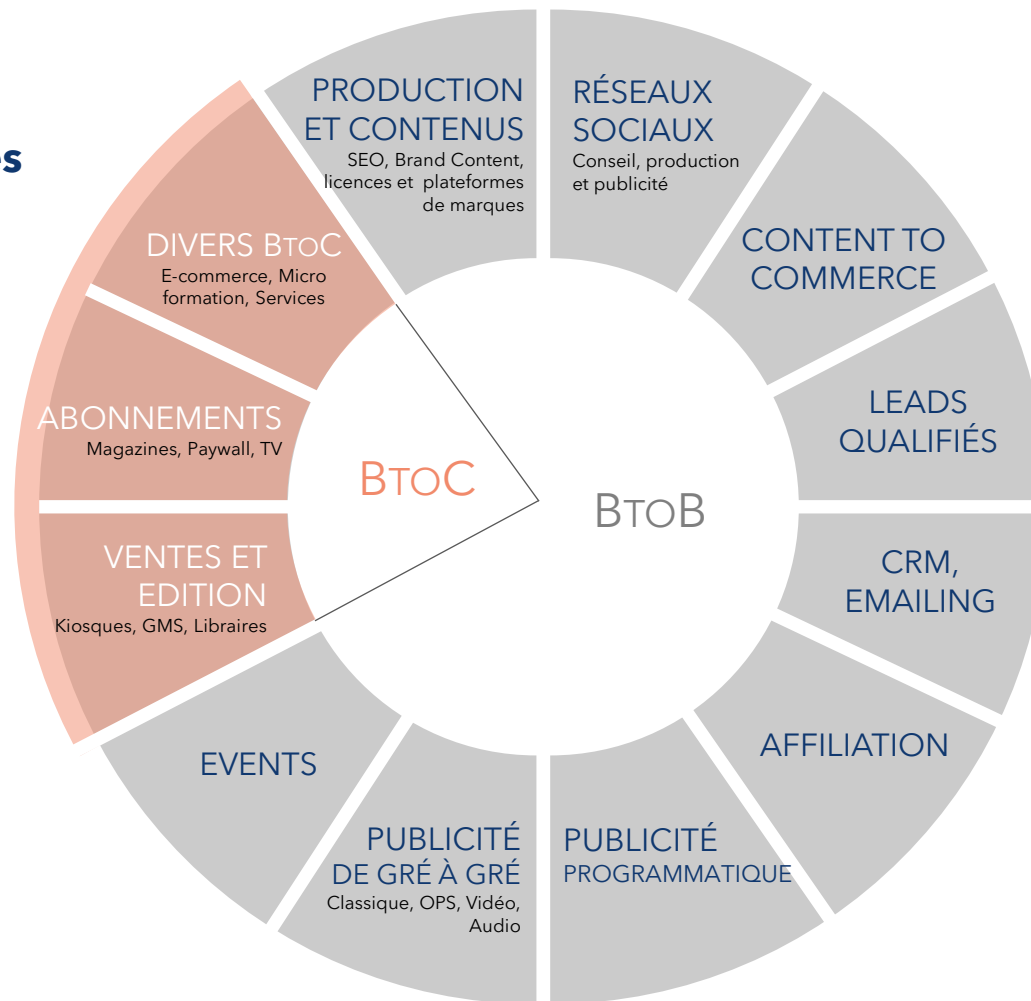 es
PRODUCTION
ET CONTENUS
SEO, Brand Content,
licences et plateformes
de marques
RÉSEAUX
SOCIAUX
Conseil, production
et publicité
CONTENT TO
COMMERCE
LEADS
QUALIFIÉS
CRM,
EMAILING
AFFILIATION
PUBLICITÉ
PROGRAMMATIQUE
PUBLICITÉ
DE GRÉ À GRÉ
Classique, OPS, Vidéo,
Audio
EVENTS
VENTES ET
EDITION
Kiosques, GMS, Libraires
ABONNEMENTS
Magazines, Paywall, TV
DIVERS BTOC
E-commerce, Micro
formation, Services
BTOC
BTOB